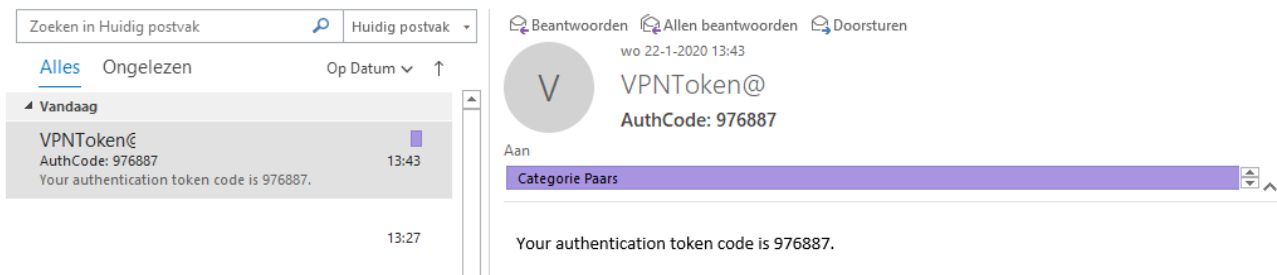 Zoeken in Huidig postvak
Huidig postvak
Alles Ongelezen
Op Datum
Vandaag
VPNToken@
AuthCode: 976887
13:43
Your authentication token code is 976887.
13:27
Beantwoorden Allen beantwoorden Doorsturen
wo 22-1-2020 13:43
V
VPNToken@
AuthCode: 976887
Aan
Categorie Paars
Your authentication token code is 976887.